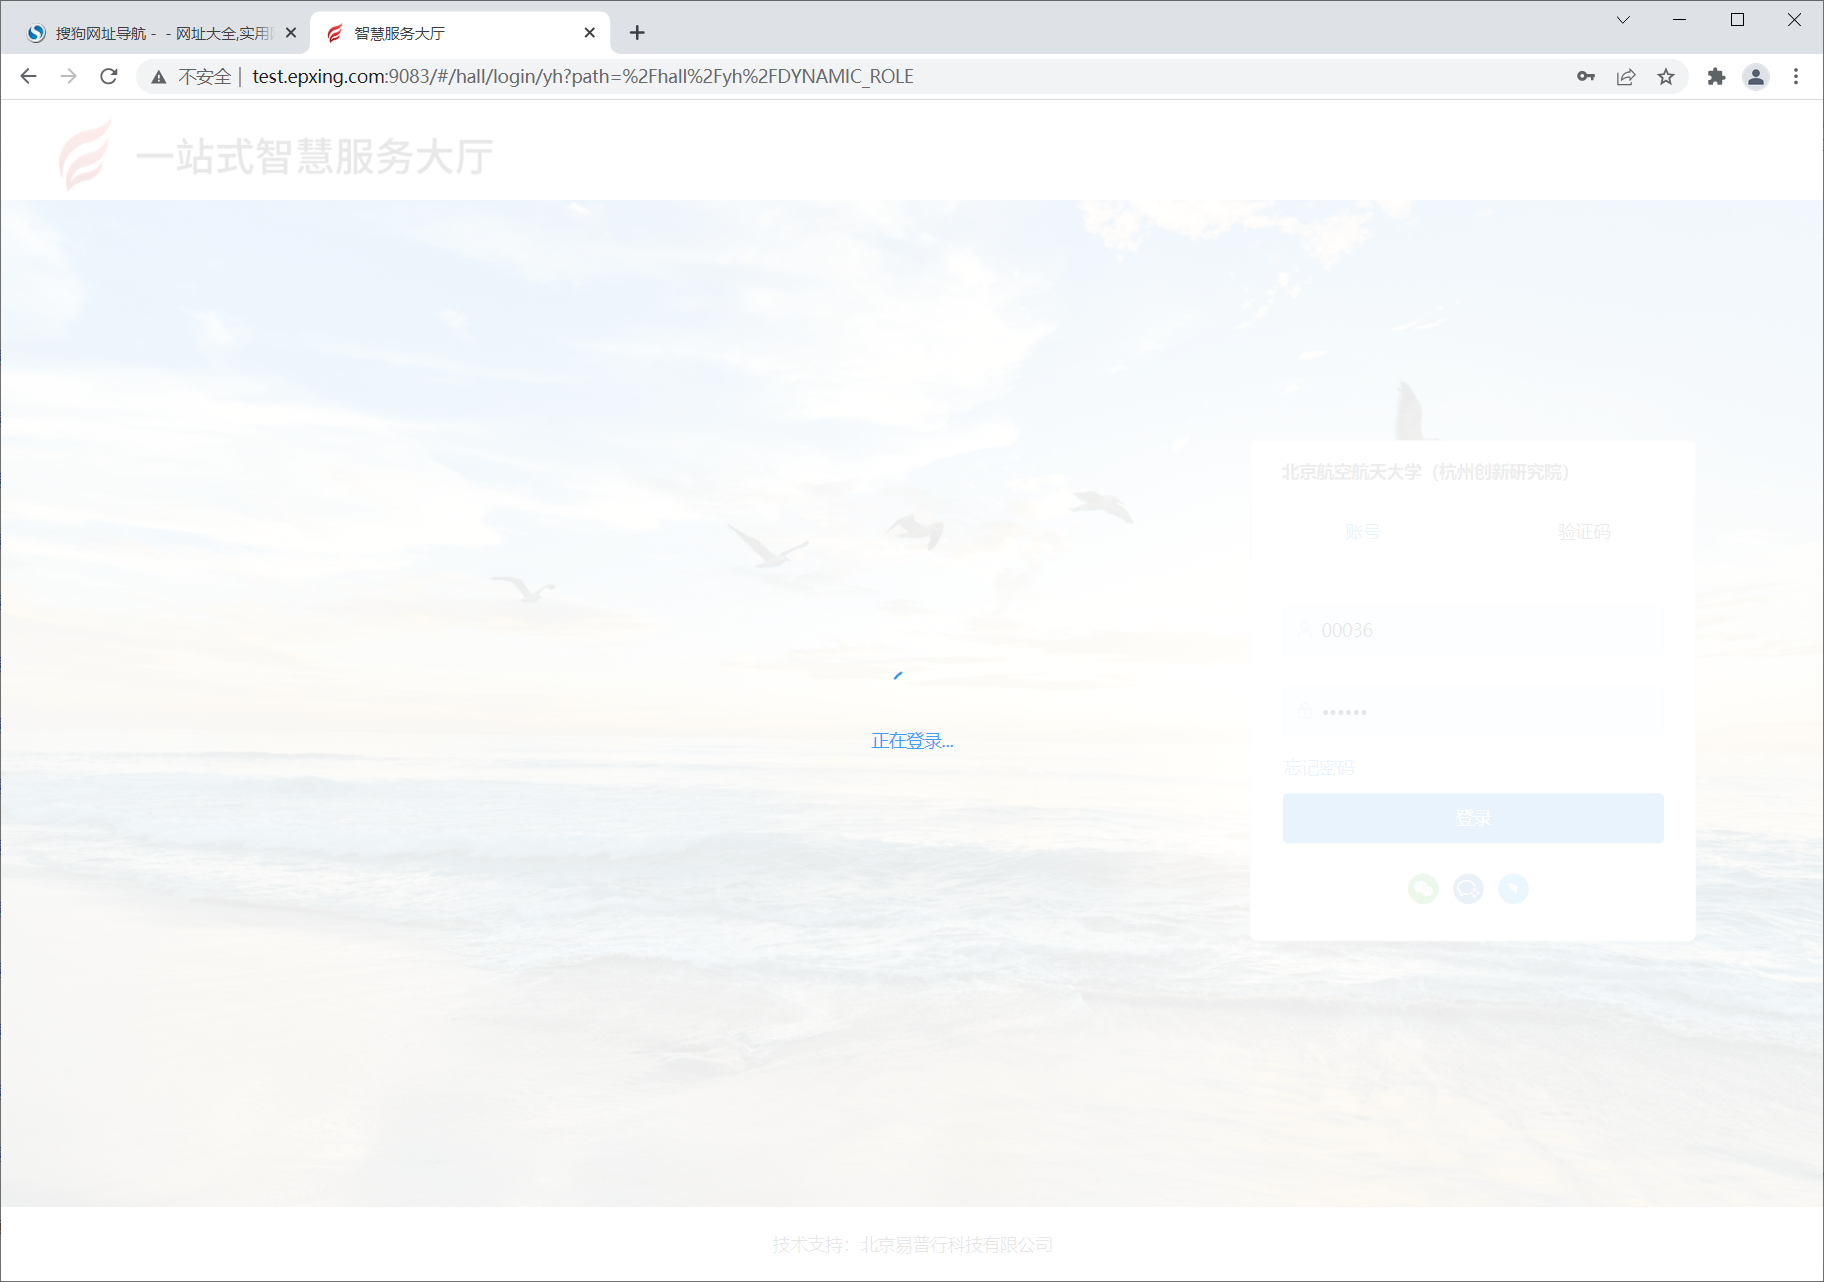 搜狗网址导航 - - 网址大全,实用
智慧服务大厅
不安全 | test.epxing.com:9083/#/hall/login/yh?path=%2Fhall%2Fyh%2FDYNAMIC_ROLE
一站式智慧服务大厅
北京航空航天大学（杭州创新研究院）
账号
验证码
00036
••••••
正在登录...
忘记密码
登录
技术支持：北京易普行科技有限公司